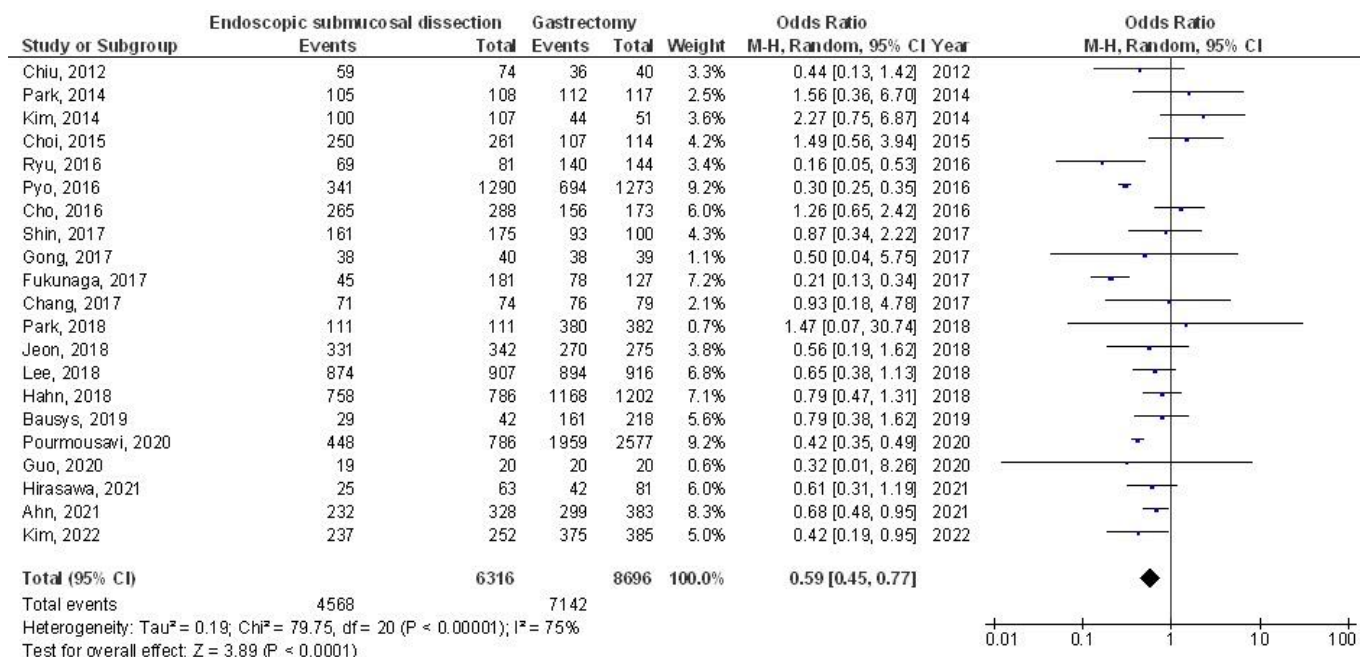 Endoscopic submucosal dissection Gastrectomy Odds Ratio Odds Ratio
Study or Subgroup Events Total Events Total Weight M-H, Random, 95% CI Year M-H, Random, 95% CI
Chiu, 2012 59 74 36 40 3.3% 0.44 [0.13, 1.42] 2012
Park, 2014 105 108 112 117 2.5% 1.56 [0.36, 6.70] 2014
Kim, 2014 100 107 44 51 3.6% 2.27 [0.75, 6.87] 2014
Choi, 2015 250 261 107 114 4.2% 1.49 [0.56, 3.94] 2015
Ryu, 2016 69 81 140 144 3.4% 0.16 [0.05, 0.53] 2016
Pyo, 2016 341 1290 694 1273 9.2% 0.30 [0.25, 0.35] 2016
Cho, 2016 265 288 156 173 6.0% 1.26 [0.65, 2.42] 2016
Shin, 2017 161 175 93 100 4.3% 0.87 [0.34, 2.22] 2017
Gong, 2017 38 40 38 39 1.1% 0.50 [0.04, 5.75] 2017
Fukunaga, 2017 45 181 78 127 7.2% 0.21 [0.13, 0.34] 2017
Chang, 2017 71 74 76 79 2.1% 0.93 [0.18, 4.78] 2017
Park, 2018 111 111 380 382 0.7% 1.47 [0.07, 30.74] 2018
Jeon, 2018 331 342 270 275 3.8% 0.56 [0.19, 1.62] 2018
Lee, 2018 874 907 894 916 6.8% 0.65 [0.38, 1.13] 2018
Hahn, 2018 758 786 1168 1202 7.1% 0.79 [0.47, 1.31] 2018
Bausys, 2019 29 42 161 218 5.6% 0.79 [0.38, 1.62] 2019
Pourmousavi, 2020 448 786 1959 2577 9.2% 0.42 [0.35, 0.49] 2020
Guo, 2020 19 20 20 20 0.6% 0.32 [0.01, 8.26] 2020
Hirasawa, 2021 25 63 42 81 6.0% 0.61 [0.31, 1.19] 2021
Ahn, 2021 232 328 299 383 8.3% 0.68 [0.48, 0.95] 2021
Kim, 2022 237 252 375 385 5.0% 0.42 [0.19, 0.95] 2022
Total (95% CI) 6316 8696 100.0% 0.59 [0.45, 0.77]
Total events 4568 7142
Heterogeneity: Tau² = 0.19; Chi² = 79.75, df = 20 (P < 0.00001); I² = 75%
Test for overall effect: Z = 3.89 (P < 0.0001)
0.01 0.1 1 10 100